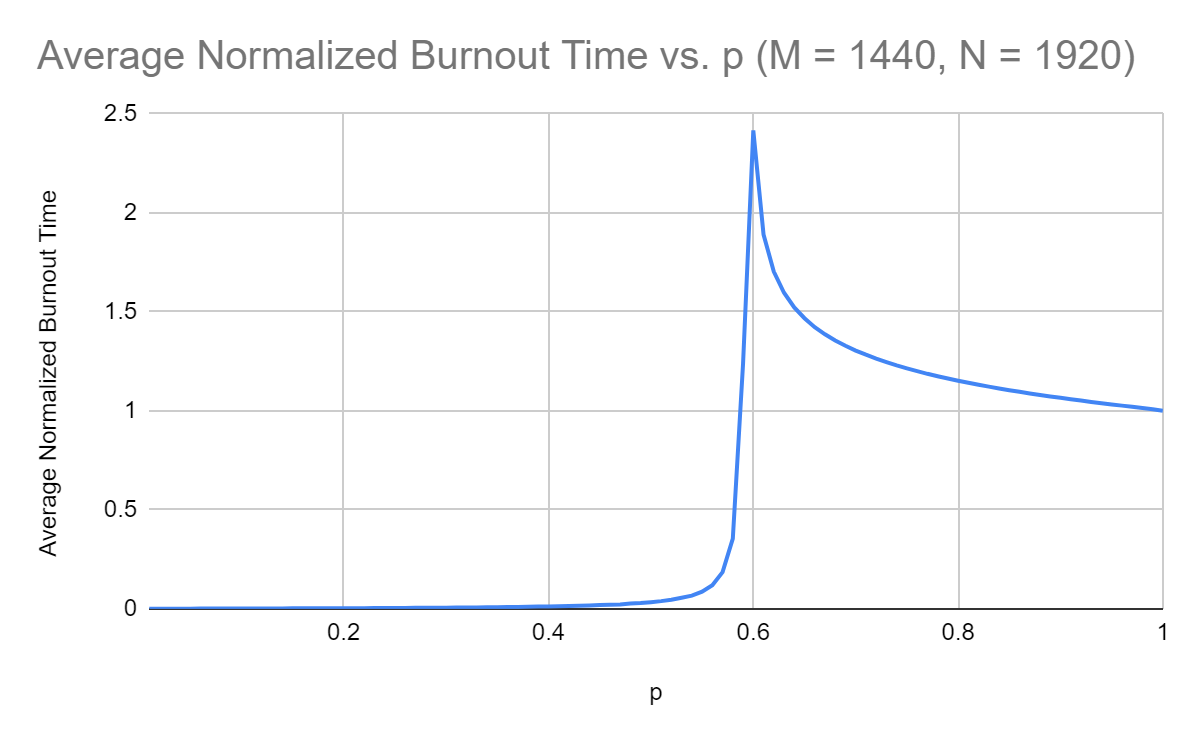 Average Normalized Burnout Time vs. p (M = 1440, N = 1920)
Average Normalized Burnout Time
2.5
2
1.5
1
0.5
0
0.2 0.4 0.6 0.8 1
p